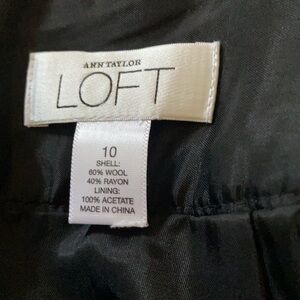 ANN TAYLOR
LOFT
10
SHELL:
60% WOOL
40% RAYON
LINING:
100% ACETATE
MADE IN CHINA